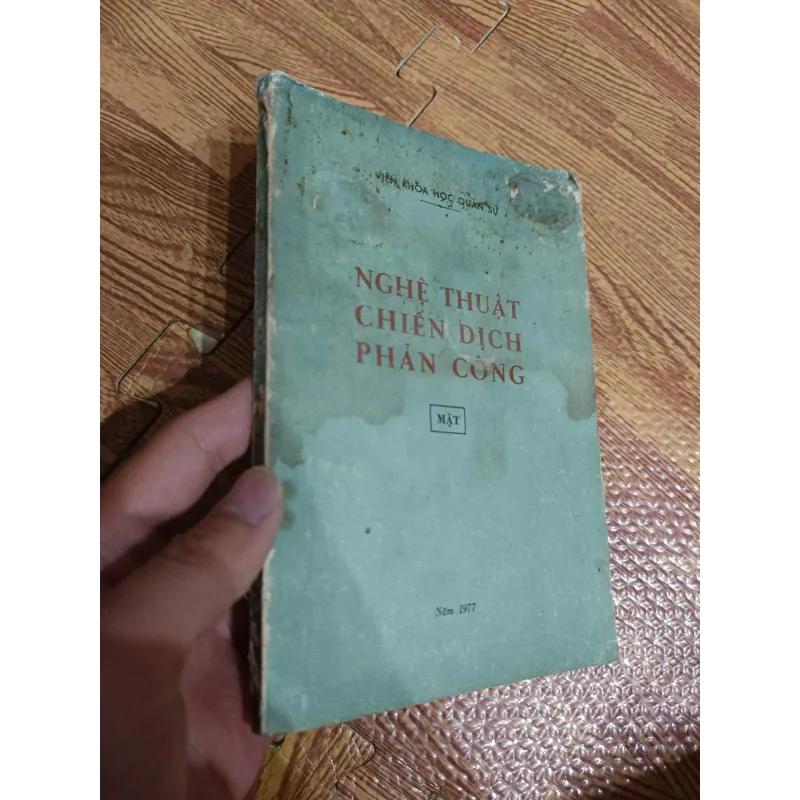 VIỆN KHOA HỌC QUÂN SỰ
NGHỆ THUẬT
CHIẾN DỊCH
PHẢN CÔNG
MẬT
Năm 1977